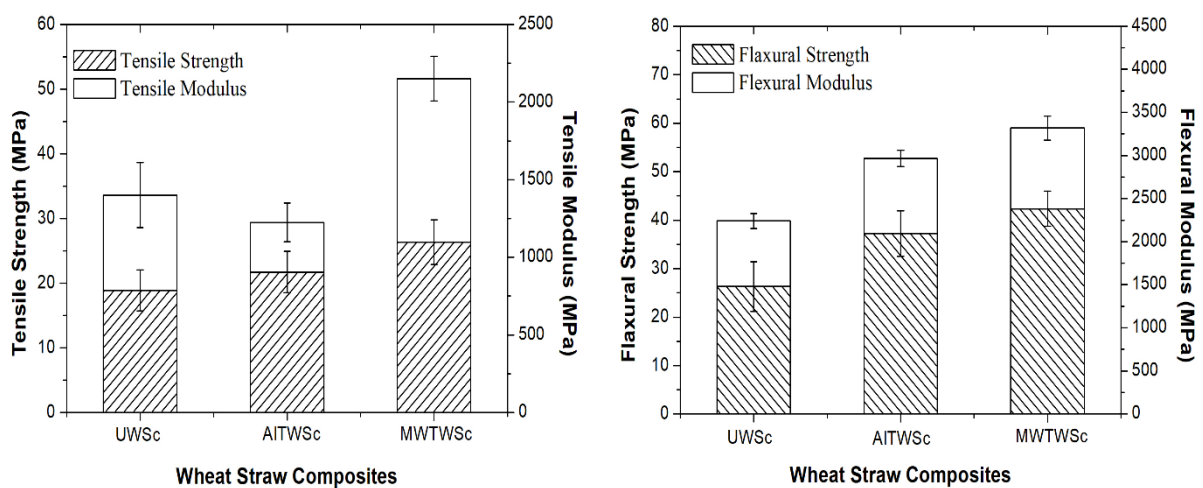 60
50
40
30
20
10
0
Tensile Strength (MPa)
Tensile Strength
Tensile Modulus
2500
2000
1500
1000
500
0
Tensile Modulus (MPa)
UWSc
AITWSc
MWTWSc
Wheat Straw Composites
80
70
60
50
40
30
20
10
0
Flaxural Strength (MPa)
Flaxural Strength
Flexural Modulus
4500
4000
3500
3000
2500
2000
1500
1000
500
0
Flexural Modulus (MPa)
UWSc
AITWSc
MWTWSc
Wheat Straw Composites